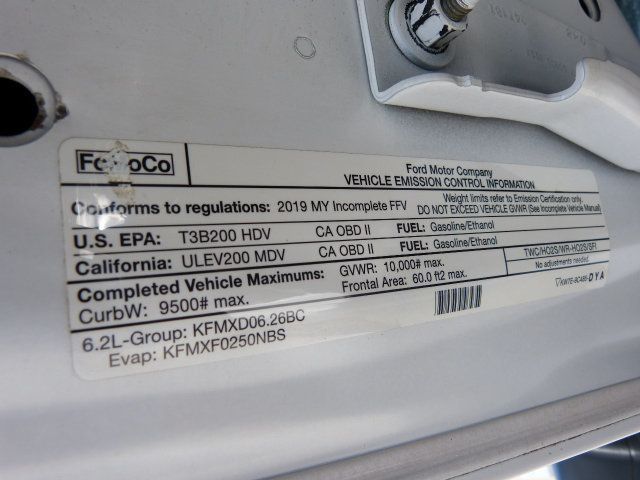 FoMoCo
Ford Motor Company
VEHICLE EMISSION CONTROL INFORMATION
Conforms to regulations: 2019 MY Incomplete FFV
Weight limits refer to Emission Certification only.
DO NOT EXCEED VEHICLE GVWR (See Incomplete Vehicle Manual)
U.S. EPA: T3B200 HDV CA OBD II FUEL: Gasoline/Ethanol
California: ULEV200 MDV CA OBD II FUEL: Gasoline/Ethanol
Completed Vehicle Maximums:
CurbW: 9500# max.
GVWR: 10,000# max.
Frontal Area: 60.0 ft2 max.
TWC/HO2S/WR-HO2S/SFI
No adjustments needed.
6.2L-Group: KFMXD06.26BC
Evap: KFMXF0250NBS
DYA